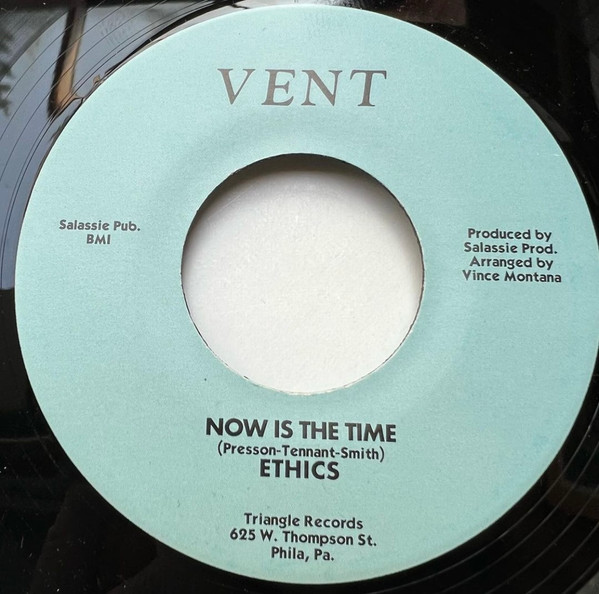 VENT
Salassie Pub.
BMI
Produced by
Salassie Prod.
Arranged by
Vince Montana
NOW IS THE TIME
(Presson-Tennant-Smith)
ETHICS
Triangle Records
625 W. Thompson St.
Phila, Pa.